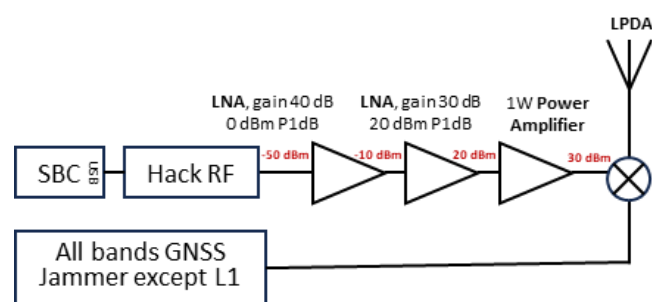 LPDA
LNA, gain 40 dB
0 dBm P1dB
LNA, gain 30 dB
20 dBm P1dB
1W Power
Amplifier
SBC
USB
Hack RF
-50 dBm
-10 dBm
20 dBm
30 dBm
All bands GNSS
Jammer except L1